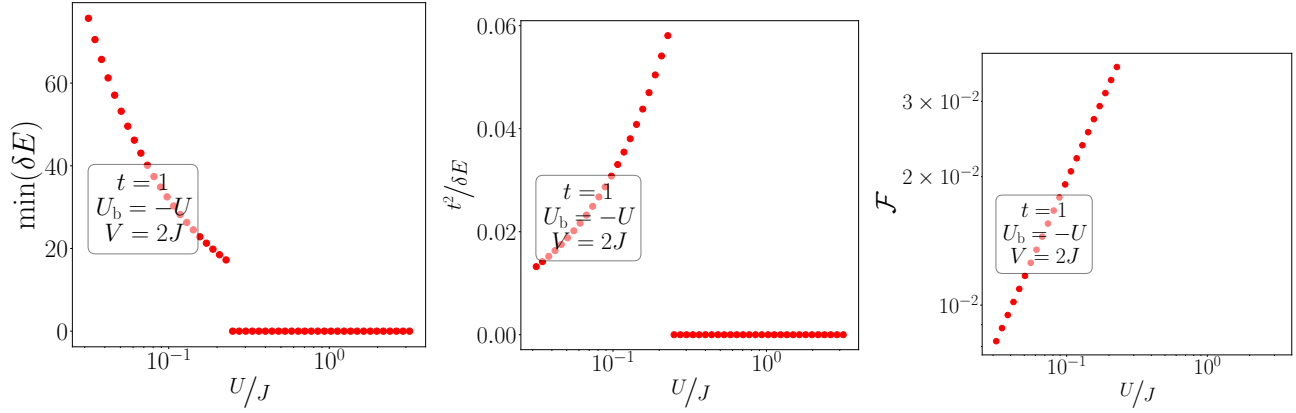 min(δE)
60
40
20
0
t = 1
U_b = −U
V = 2J
10^{-1}
10^{0}
U/J
t²/δE
0.06
0.04
0.02
0.00
t = 1
U_b = −U
V = 2J
10^{-1}
10^{0}
U/J
ℱ
3 × 10^{-2}
2 × 10^{-2}
10^{-2}
t = 1
U_b = −U
V = 2J
10^{-1}
10^{0}
U/J